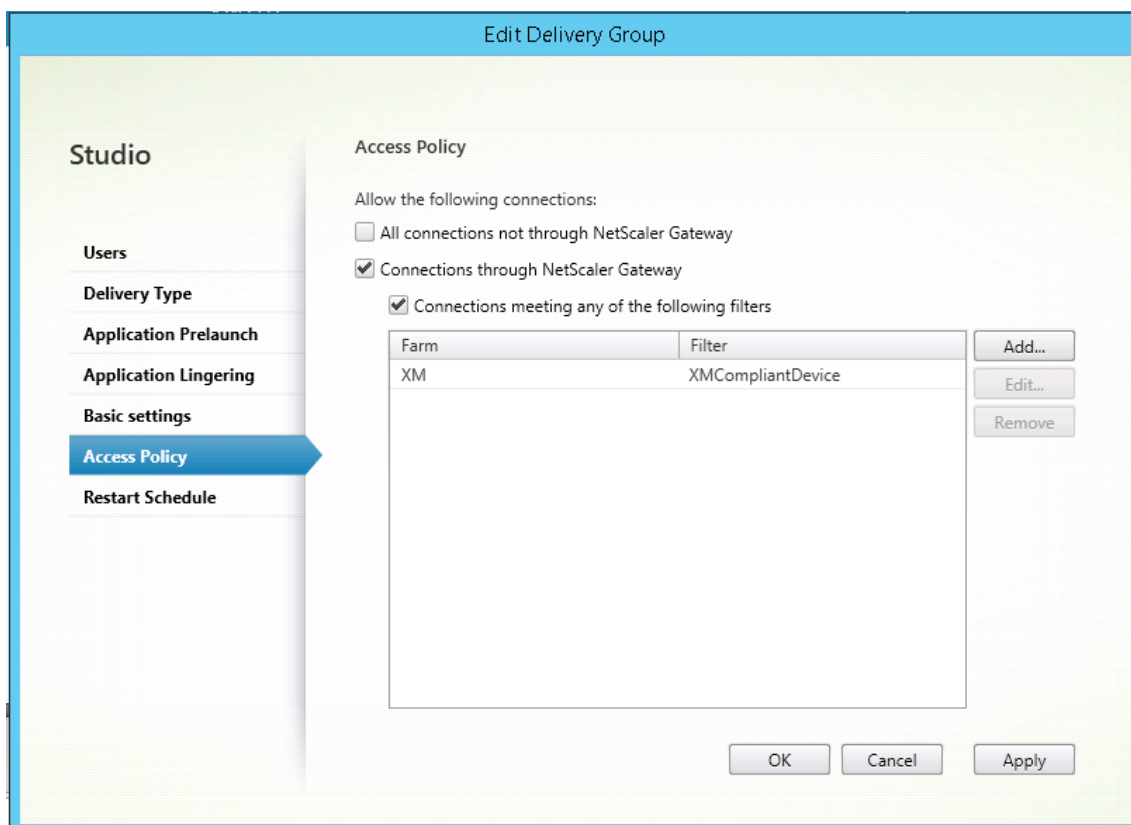 Edit Delivery Group
Studio
Users
Delivery Type
Application Prelaunch
Application Lingering
Basic settings
Access Policy
Restart Schedule
Access Policy
Allow the following connections:
All connections not through NetScaler Gateway
Connections through NetScaler Gateway
Connections meeting any of the following filters
Farm Filter
XM XMCompliantDevice
Add...
Edit...
Remove
OK Cancel Apply